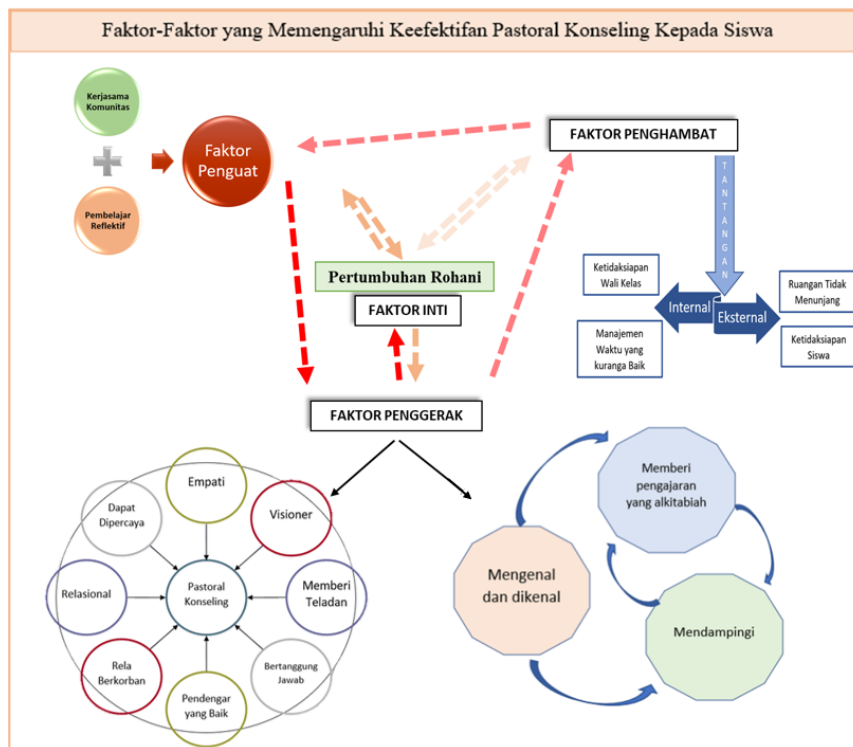 Faktor-Faktor yang Memengaruhi Keefektifan Pastoral Konseling Kepada Siswa
Kerjasama
Komunitas
Faktor
Penguat
Pembelajar
Reflektif
FAKTOR PENGHAMBAT
TANTANGAN
Pertumbuhan Rohani
FAKTOR INTI
Ketidaksiapan
Wali Kelas
Manajemen
Waktu yang
kuranga Baik
Internal
Eksternal
Ruangan Tidak
Menunjang
Ketidaksiapan
Siswa
FAKTOR PENGGERAK
Empati
Visioner
Dapat
Dipercaya
Relasional
Pastoral
Konseling
Memberi
Teladan
Rela
Berkorban
Pendengar
yang Baik
Bertanggung
Jawab
Memberi
pengajaran
yang alkitabiah
Mengenal
dan dikenal
Mendampingi